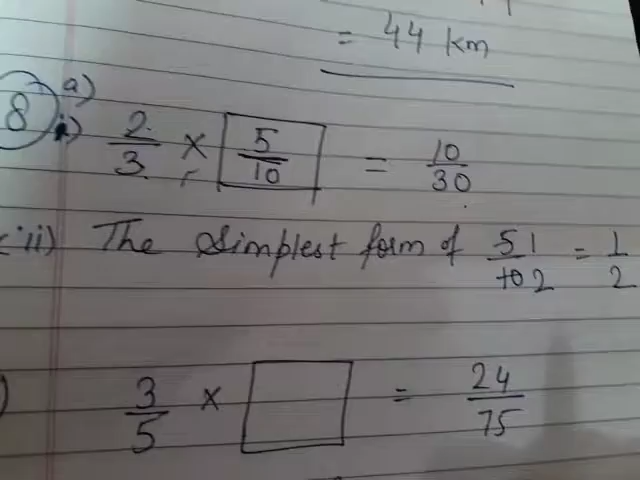 = 44 km
8 a)
i) 2/3 × 5/10 = 10/30
ii) The simplest form of 5 1/10 2 = 1/2
) 3/5 × = 24/75